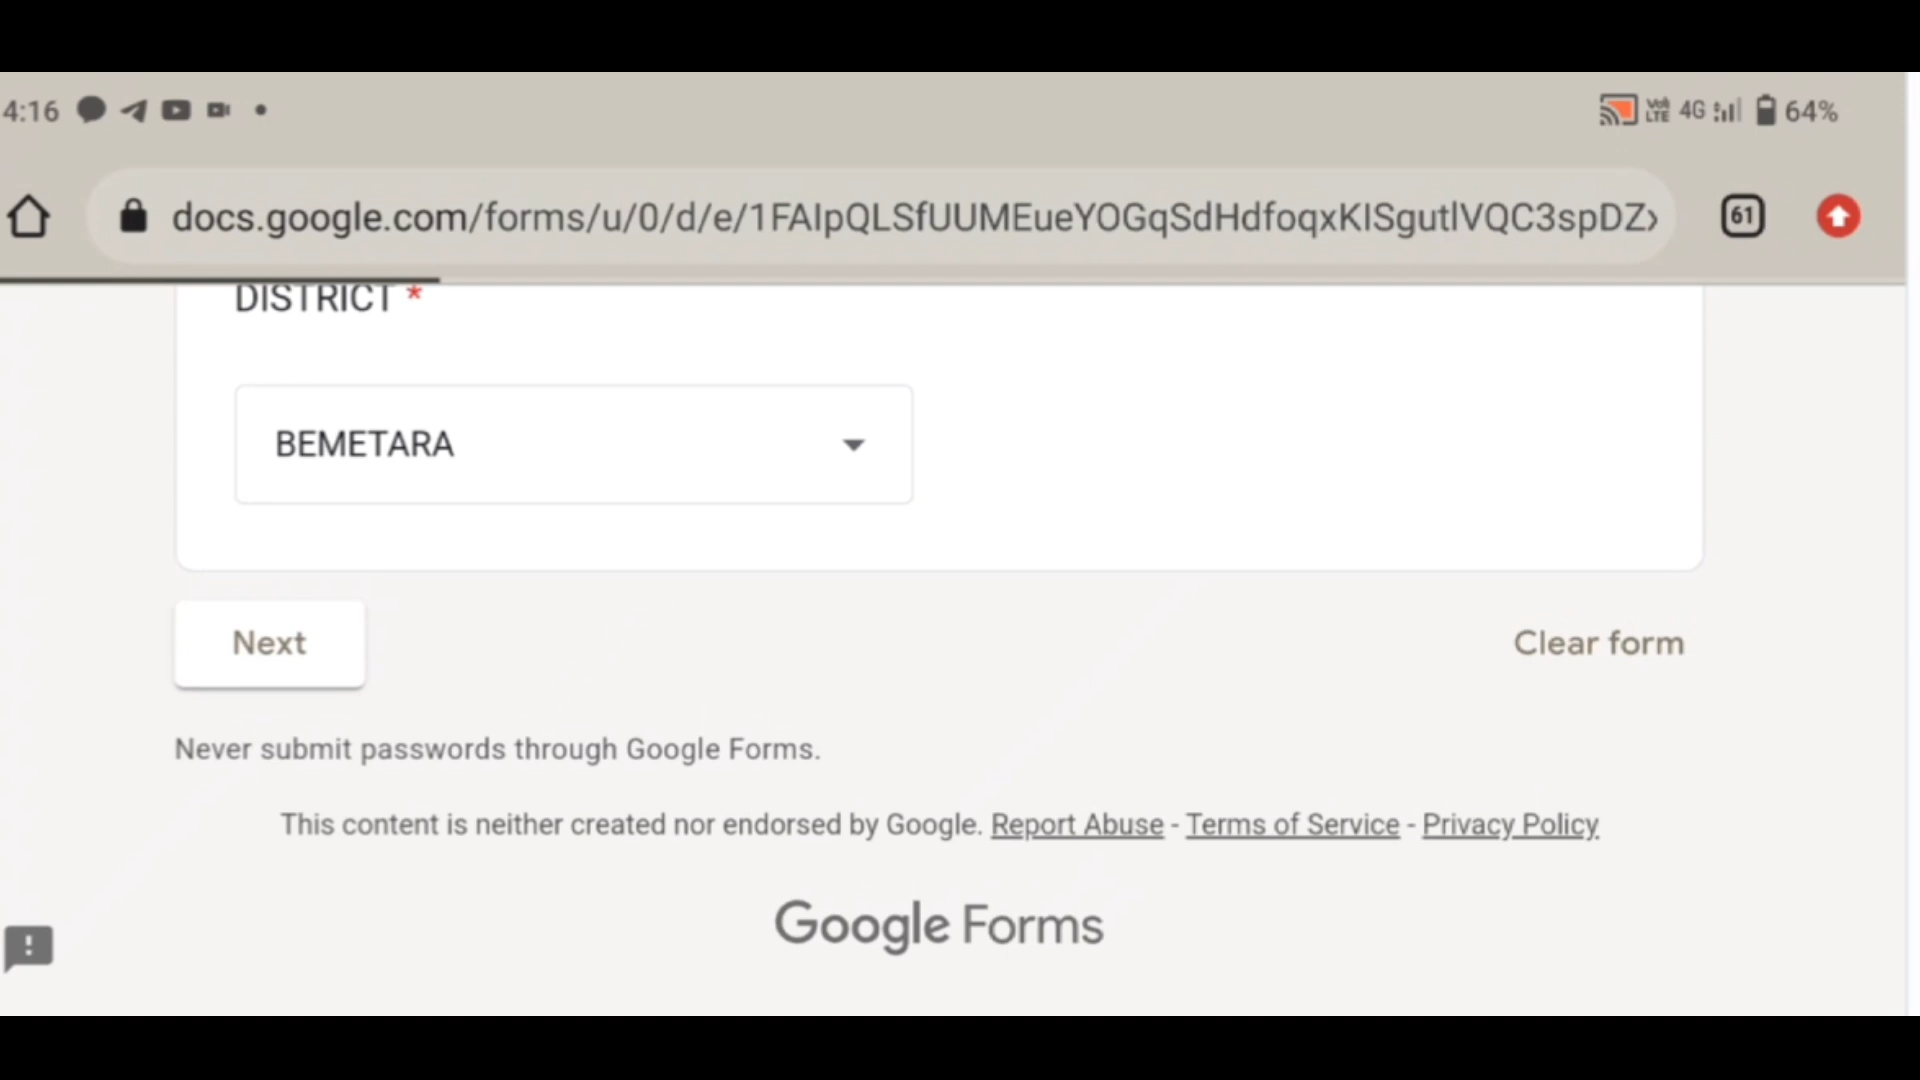 4:16 VoLTE 4G 64%
docs.google.com/forms/u/0/d/e/1FAIpQLSfUUMEueYOGqSdHdfoqxKISgutlVQC3spDZx 61
DISTRICT *
BEMETARA
Next Clear form
Never submit passwords through Google Forms.
This content is neither created nor endorsed by Google. Report Abuse - Terms of Service - Privacy Policy
Google Forms